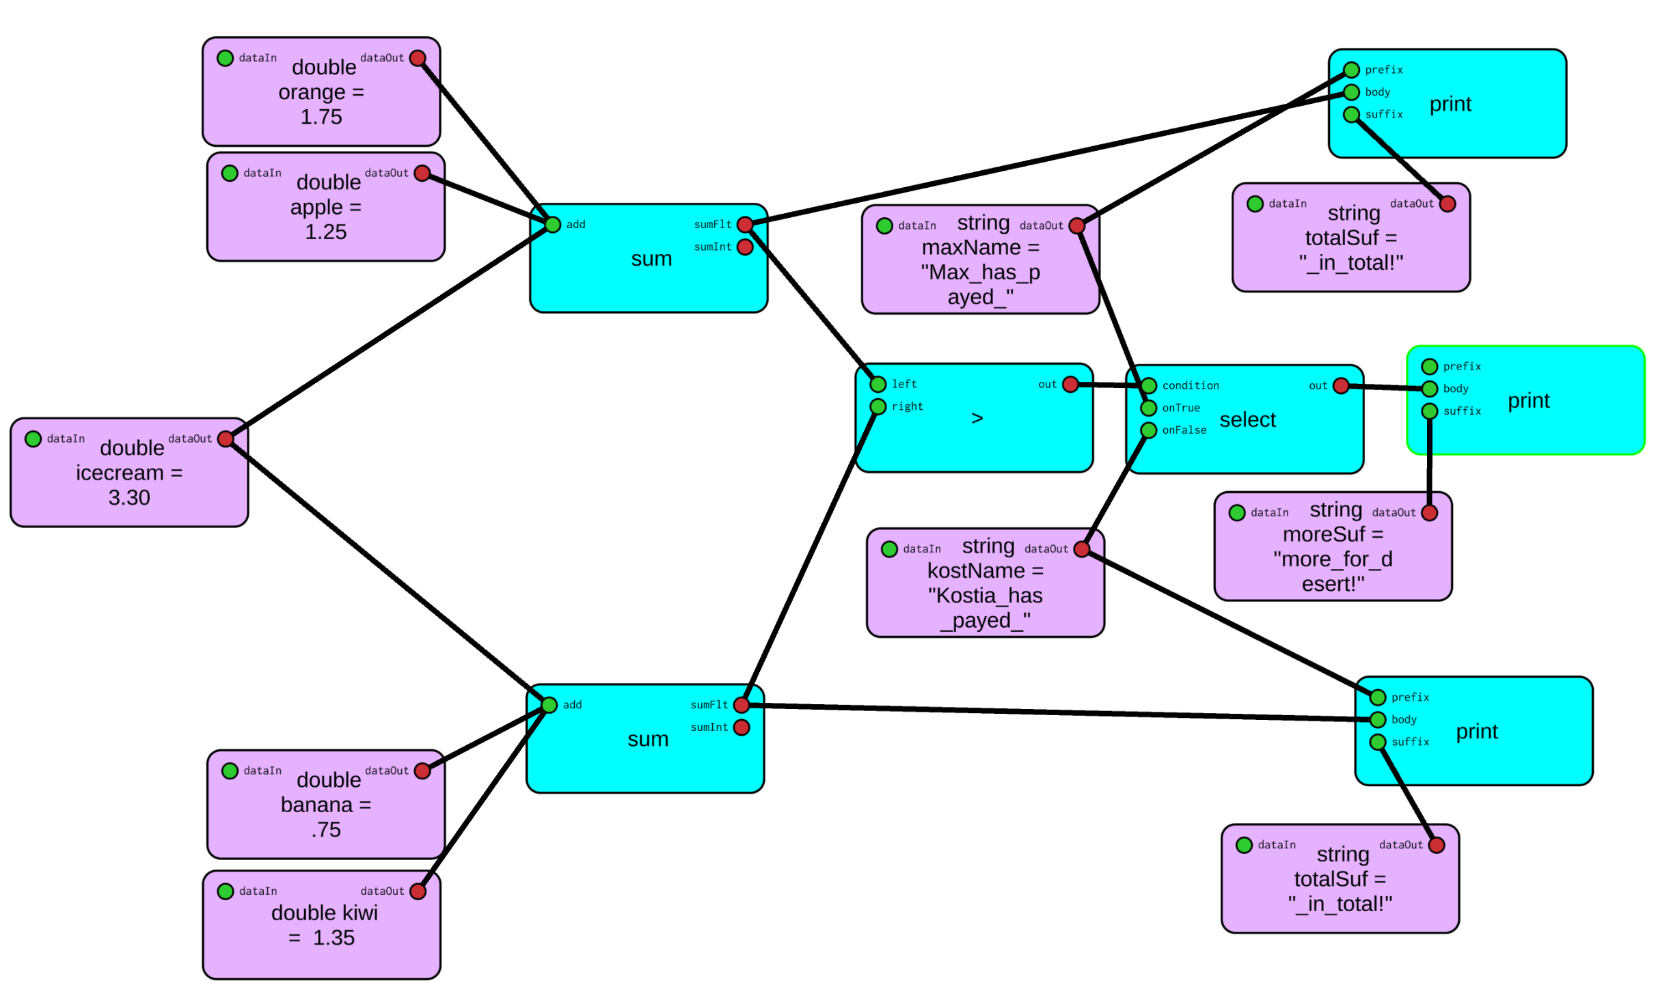 dataIn
dataOut
double
orange =
1.75
dataIn
dataOut
double
apple =
1.25
add
sumFlt
sumInt
sum
dataIn
dataOut
double
icecream =
3.30
add
sumFlt
sumInt
sum
dataIn
dataOut
double
banana =
.75
dataIn
dataOut
double kiwi
= 1.35
dataIn
dataOut
string
maxName =
"Max_has_p
ayed_"
left
right
out
>
condition
onTrue
onFalse
out
select
dataIn
dataOut
string
kostName =
"Kostia_has
_payed_"
prefix
body
suffix
print
dataIn
dataOut
string
totalSuf =
"_in_total!"
prefix
body
suffix
print
dataIn
dataOut
string
moreSuf =
"more_for_d
esert!"
prefix
body
suffix
print
dataIn
dataOut
string
totalSuf =
"_in_total!"